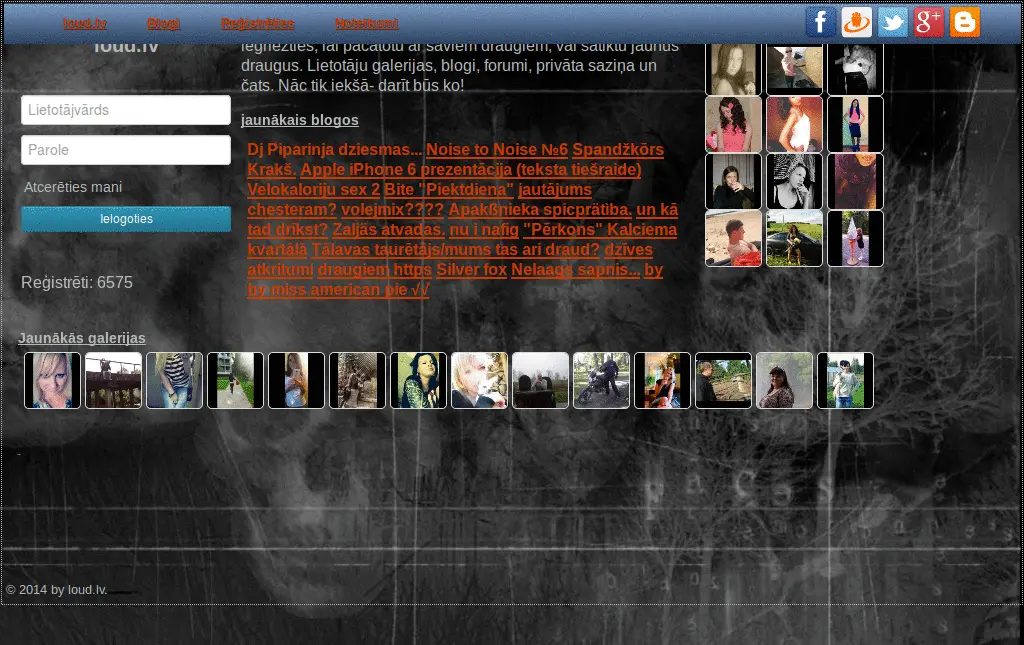 loud.lv Blogi Reģistrēties Noteikumi
loud.lv
iegriezties, lai pačatotu ar saviem draugiem, vai satiktu jaunus
draugus. Lietotāju galerijas, blogi, forumi, privāta saziņa un
čats. Nāc tik iekšā- darīt būs ko!
Lietotājvārds
Parole
Atcerēties mani
Ielogoties
Reģistrēti: 6575
jaunākais blogos
Dj Piparinja dziesmas... Noise to Noise №6 Spandžkōrs
Krakš. Apple iPhone 6 prezentācija (teksta tiešraide)
Velokaloriju sex 2 Bite "Piektdiena" jautājums
chesteram? volejmix???? Apakšnieka spicprātība. un kā
tad drīkst? Zaļjās atvadas. nu i nafig "Pērkons" Kalciema
kvartālā Tālavas taurētājs/mums tas arī draud? dzīves
atkritumi draugiem https Silver fox Nelaaga sapnis... by
by miss american pie √√
Jaunākās galerijas
© 2014 by loud.lv.